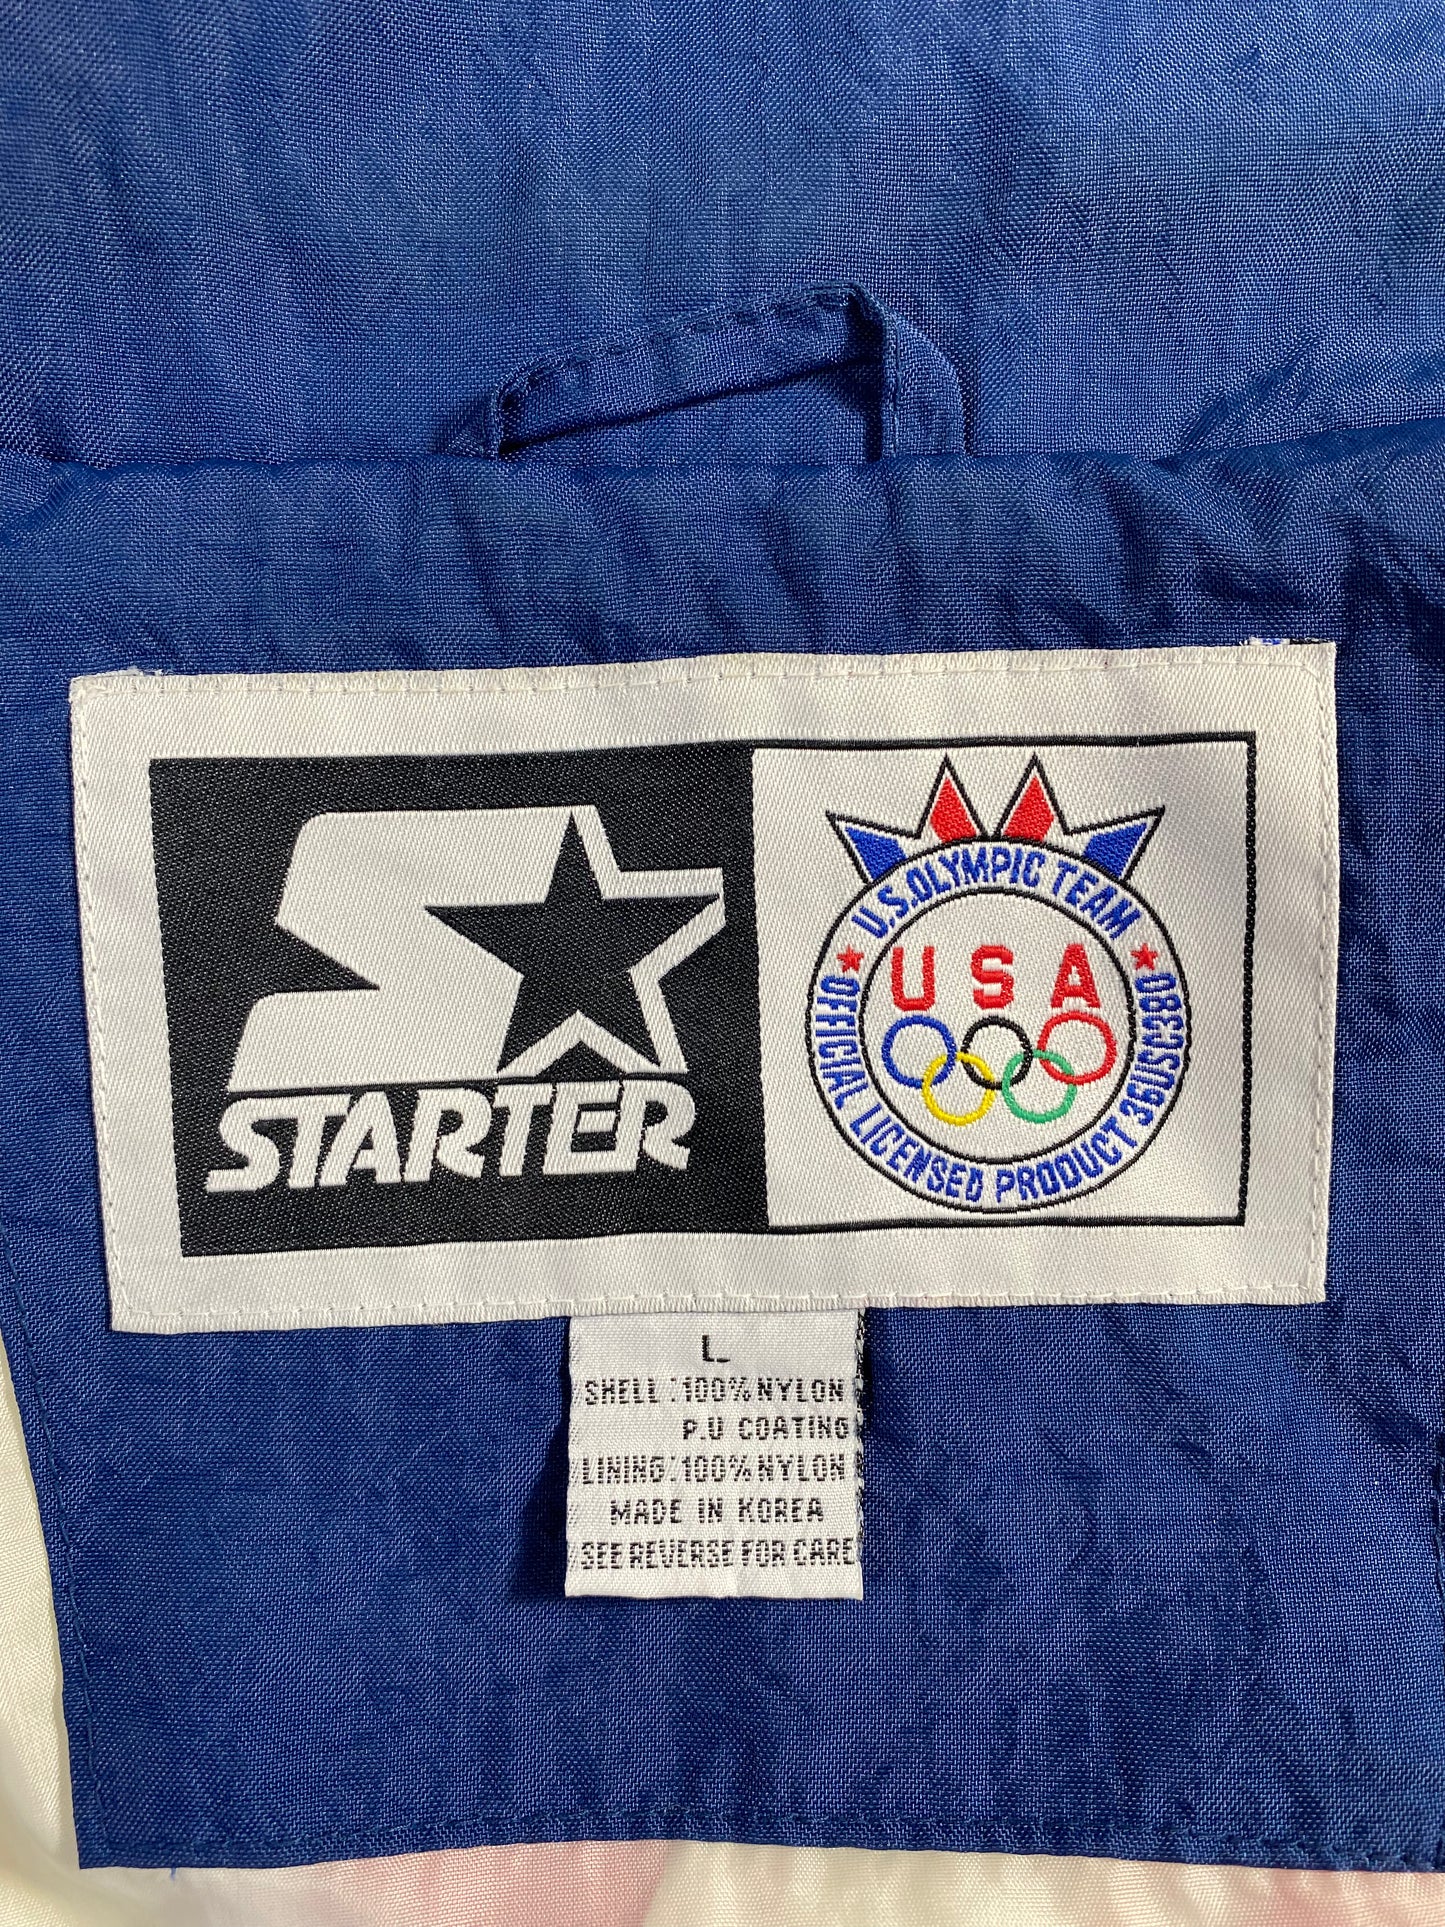 STARTER
U.S. OLYMPIC TEAM
OFFICIAL LICENSED PRODUCT 36USC380
USA
L
SHELL:100%NYLON
P.U COATING
LINING:100%NYLON
MADE IN KOREA
SEE REVERSE FOR CARE